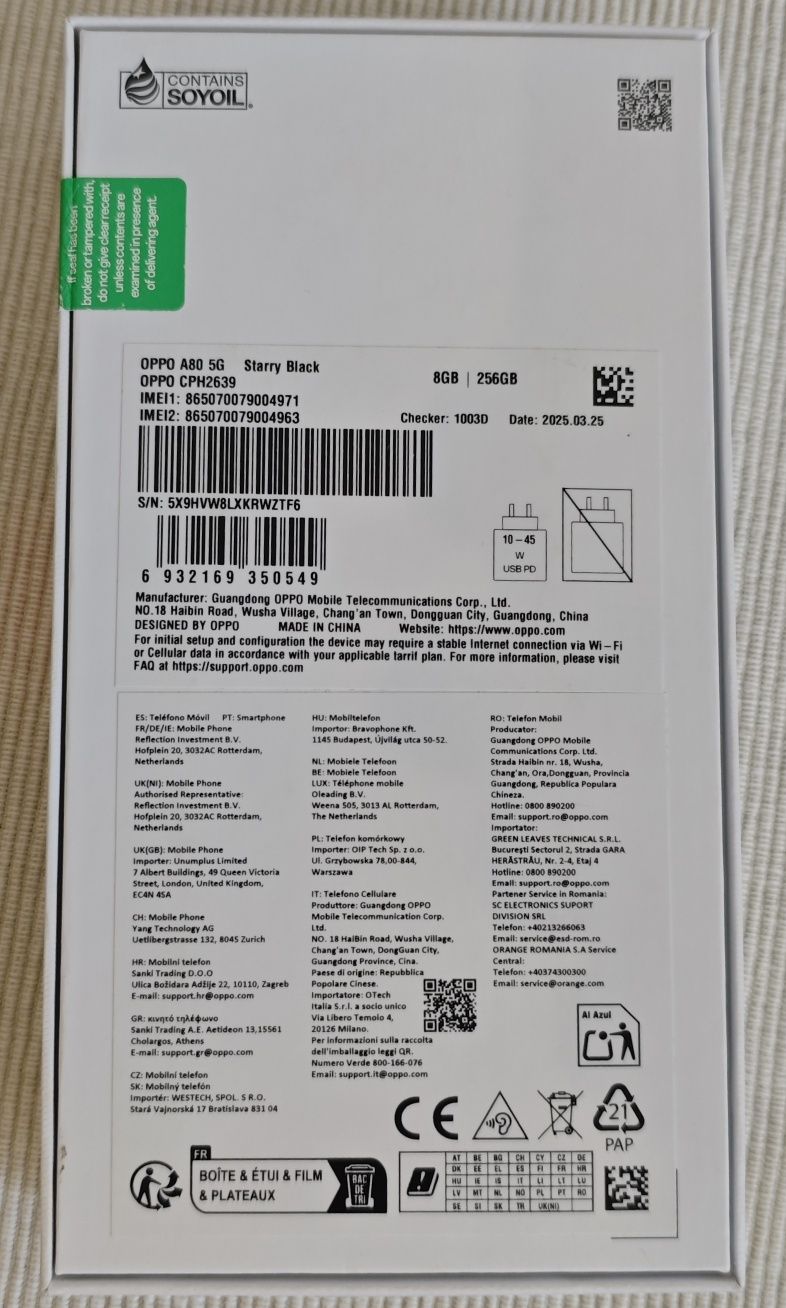 CONTAINS
SOYOIL®
If seal has been
broken or tampered with,
do not give clear receipt
unless contents are
examined in presence
of delivering agent.
OPPO A80 5G Starry Black
OPPO CPH2639
8GB | 256GB
IMEI1: 865070079004971
IMEI2: 865070079004963
Checker: 1003D Date: 2025.03.25
S/N: 5X9HVW8LXKRWZTF6
6 932169 350549
10-45
W
USB PD
Manufacturer: Guangdong OPPO Mobile Telecommunications Corp., Ltd.
NO.18 Haibin Road, Wusha Village, Chang'an Town, Dongguan City, Guangdong, China
DESIGNED BY OPPO MADE IN CHINA Website: https://www.oppo.com
For initial setup and configuration the device may require a stable Internet connection via Wi-Fi
or Cellular data in accordance with your applicable tarrif plan. For more information, please visit
FAQ at https://support.oppo.com
ES: Teléfono Móvil PT: Smartphone
FR/DE/IE: Mobile Phone
Reflection Investment B.V.
Hofplein 20, 3032AC Rotterdam,
Netherlands
UK(NI): Mobile Phone
Authorised Representative:
Reflection Investment B.V.
Hofplein 20, 3032AC Rotterdam,
Netherlands
UK(GB): Mobile Phone
Importer: Unumplus Limited
7 Albert Buildings, 49 Queen Victoria
Street, London, United Kingdom,
EC4N 4SA
CH: Mobile Phone
Yang Technology AG
Uetlibergstrasse 132, 8045 Zurich
HR: Mobilni telefon
Sanki Trading D.O.O
Ulica Božidara Adžije 22, 10110, Zagreb
E-mail: support.hr@oppo.com
GR: κινητό τηλέφωνο
Sanki Trading A.E. Aetideon 13,15561
Cholargos, Athens
E-mail: support.gr@oppo.com
CZ: Mobilní telefon
SK: Mobilný telefón
Importér: WESTECH, SPOL. S R.O.
Stará Vajnorská 17 Bratislava 831 04
HU: Mobiltelefon
Importor: Bravophone Kft.
1145 Budapest, Újvilág utca 50-52.
NL: Mobiele Telefoon
BE: Mobiele Telefoon
LUX: Téléphone mobile
Oleading B.V.
Weena 505, 3013 AL Rotterdam,
The Netherlands
PL: Telefon komórkowy
Importer: OIP Tech Sp. z o.o.
Ul. Grzybowska 78,00-844,
Warszawa
IT: Telefono Cellulare
Produttore: Guangdong OPPO
Mobile Telecommunication Corp.
Ltd.
NO. 18 HaiBin Road, Wusha Village,
Chang'an Town, DongGuan City,
Guangdong Province, Cina.
Paese di origine: Repubblica
Popolare Cinese.
Importatore: OTech
Italia S.r.l. a socio unico
Via Libero Temolo 4,
20126 Milano.
Per informazioni sulla raccolta
dell'imballaggio leggi QR.
Numero Verde 800-166-076
Email: support.it@oppo.com
RO: Telefon Mobil
Producator:
Guangdong OPPO Mobile
Communications Corp. Ltd.
Strada Haibin nr. 18, Wusha,
Chang'an, Ora,Dongguan, Provincia
Guangdong, Republica Populara
Chineza.
Hotline: 0800 890200
Email: support.ro@oppo.com
Importator:
GREEN LEAVES TECHNICAL S.R.L.
Bucureşti Sectorul 2, Strada GARA
HERĂSTRĂU, Nr. 2-4, Etaj 4
Hotline: 0800 890200
Email: support.ro@oppo.com
Partener Service in Romania:
SC ELECTRONICS SUPORT
DIVISION SRL
Telefon: +40213266063
Email: service@esd-rom.ro
ORANGE ROMANIA S.A Service
Central:
Telefon: +40374300300
Email: service@orange.com
Al Azul
CE
21
PAP
FR
BOÎTE & ÉTUI & FILM
& PLATEAUX
BAC
DE
TRI
AT BE BG CH CY CZ DE
DK EE EL ES FI FR HR
HU IE IS IT LI LT LU
LV MT NL NO PL PT RO
SE SI SK TR UK(NI)